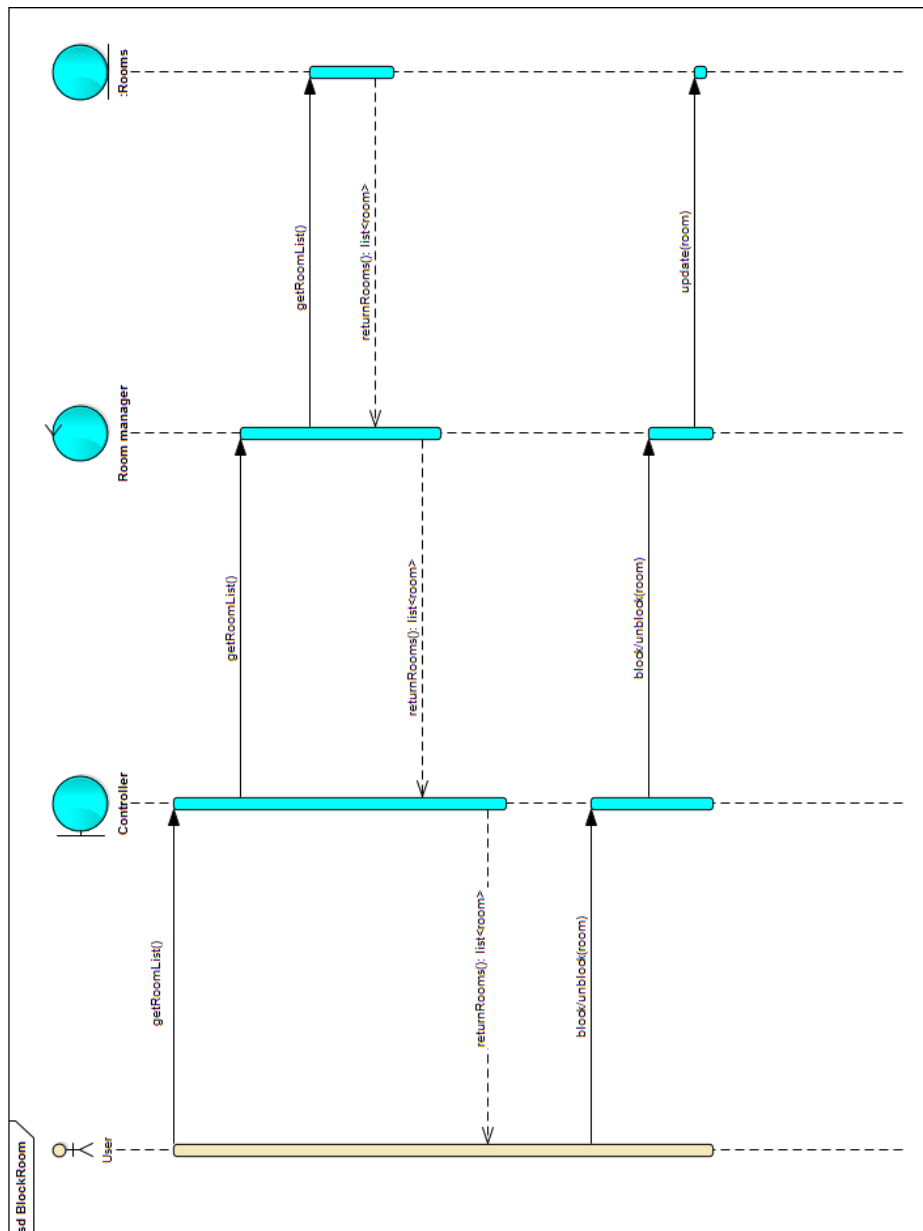 sd BlockRoom
User
Controller
Room manager
:Rooms
getRoomList()
getRoomList()
getRoomList()
returnRooms(): list<room>
returnRooms(): list<room>
returnRooms(): list<room>
block/unblock(room)
block/unblock(room)
update(room)